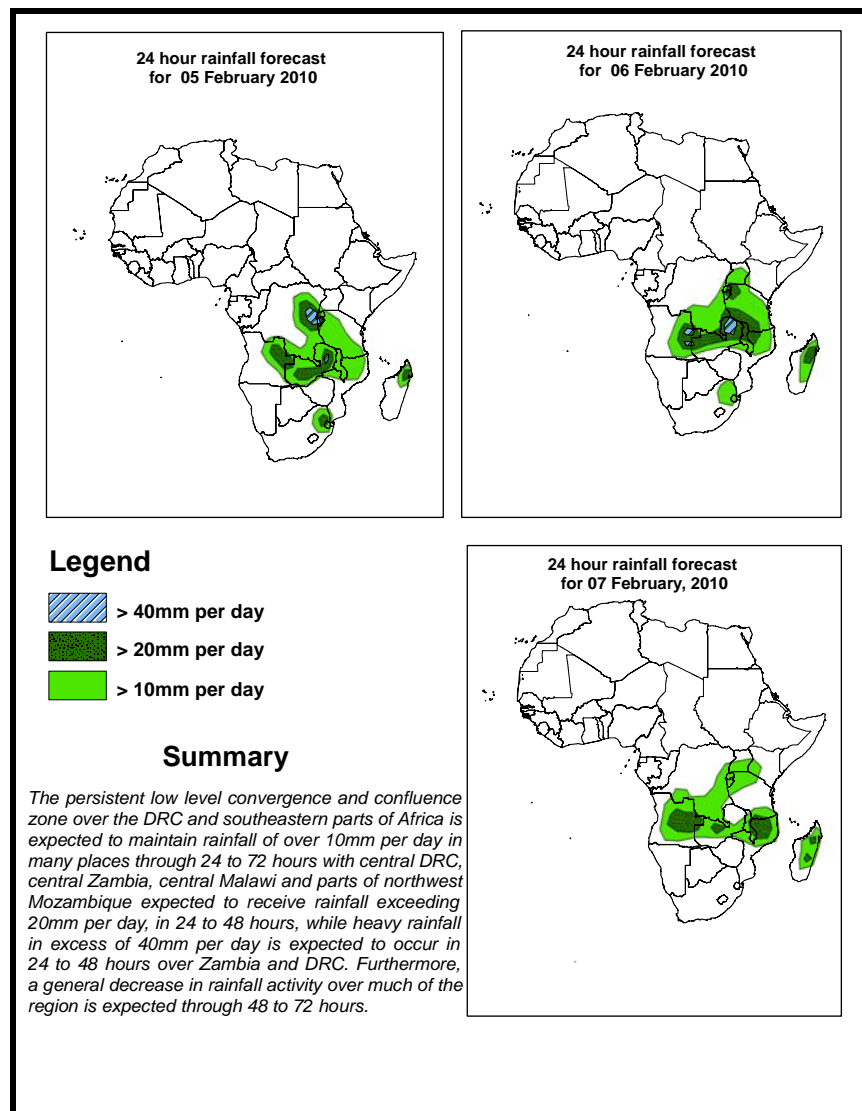 24 hour rainfall forecast
for 05 February 2010
24 hour rainfall forecast
for 06 February 2010
Legend
> 40mm per day
> 20mm per day
> 10mm per day
24 hour rainfall forecast
for 07 February, 2010
Summary
The persistent low level convergence and confluence
zone over the DRC and southeastern parts of Africa is
expected to maintain rainfall of over 10mm per day in
many places through 24 to 72 hours with central DRC,
central Zambia, central Malawi and parts of northwest
Mozambique expected to receive rainfall exceeding
20mm per day, in 24 to 48 hours, while heavy rainfall
in excess of 40mm per day is expected to occur in
24 to 48 hours over Zambia and DRC. Furthermore,
a general decrease in rainfall activity over much of the
region is expected through 48 to 72 hours.